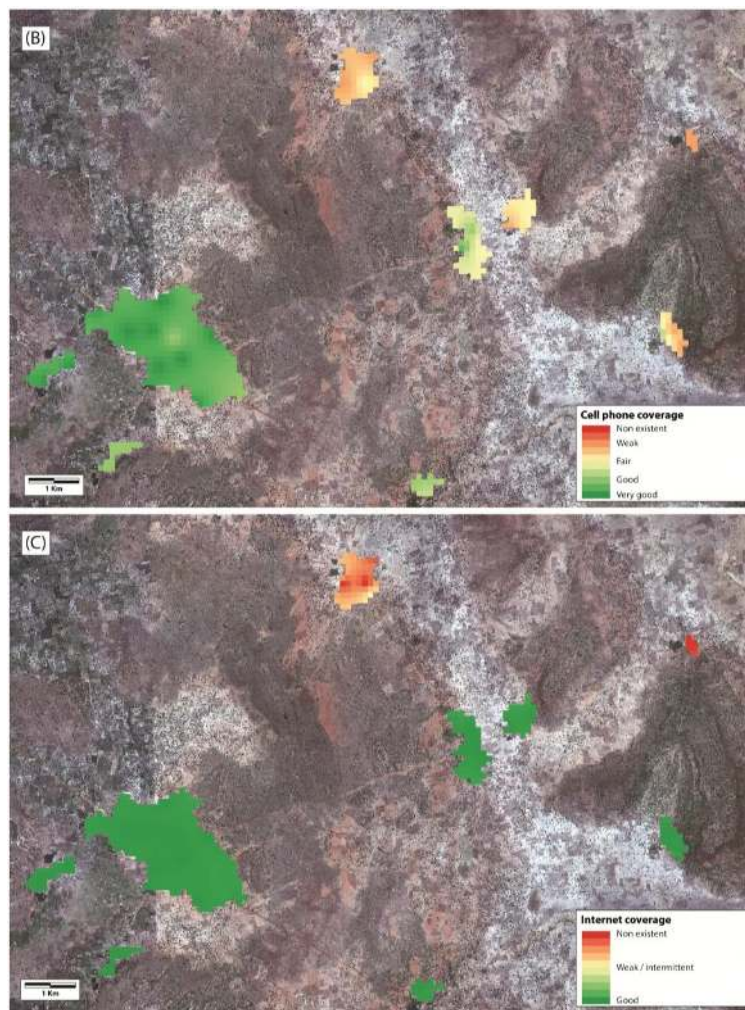 (B)
Cell phone coverage
Non existent
Weak
Fair
Good
Very good
1 Km
(C)
Internet coverage
Non existent
Weak / intermittent
Good
1 Km